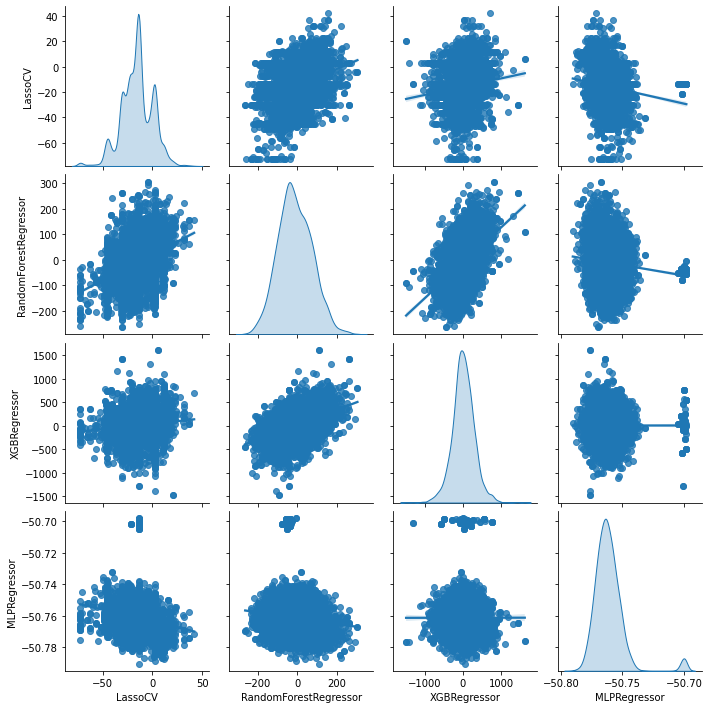 40
20
0
−20
−40
−60
LassoCV
300
200
100
0
−100
−200
RandomForestRegressor
1500
1000
500
0
−500
−1000
−1500
XGBRegressor
−50.70
−50.72
−50.74
−50.76
−50.78
MLPRegressor
−50 0 50
LassoCV
−200 0 200
RandomForestRegressor
−1000 0 1000
XGBRegressor
−50.80 −50.75 −50.70
MLPRegressor